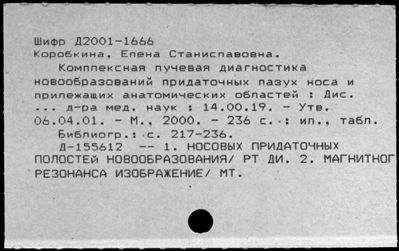 Шифр Д2001-1666
Коробкина, Елена Станиславовна.
Комплексная лучевая диагностика
новообразований придаточных пазух носа и
прилежащих анатомических областей : Дис.
... д-ра мед. наук : 14.00.19. - Утв.
06.04.01. - М., 2000. - 236 с. : ил., табл.
Библиогр.: с. 217-236.
Д-155612 -- 1. НОСОВЫХ ПРИДАТОЧНЫХ
ПОЛОСТЕЙ НОВООБРАЗОВАНИЯ/ РТ ДИ. 2. МАГНИТНОГ
РЕЗОНАНСА ИЗОБРАЖЕНИЕ/ МТ.